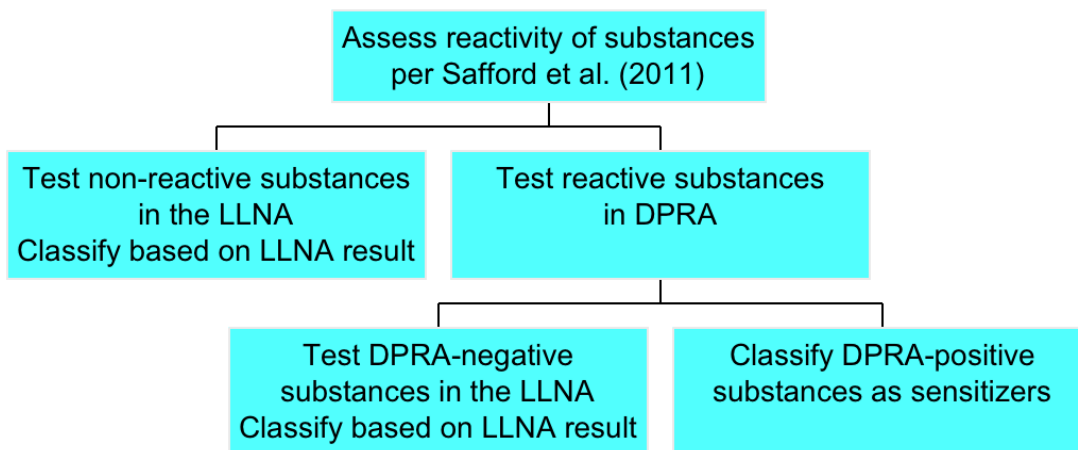 Assess reactivity of substances
per Safford et al. (2011)
Test non-reactive substances
in the LLNA
Classify based on LLNA result
Test reactive substances
in DPRA
Test DPRA-negative
substances in the LLNA
Classify based on LLNA result
Classify DPRA-positive
substances as sensitizers